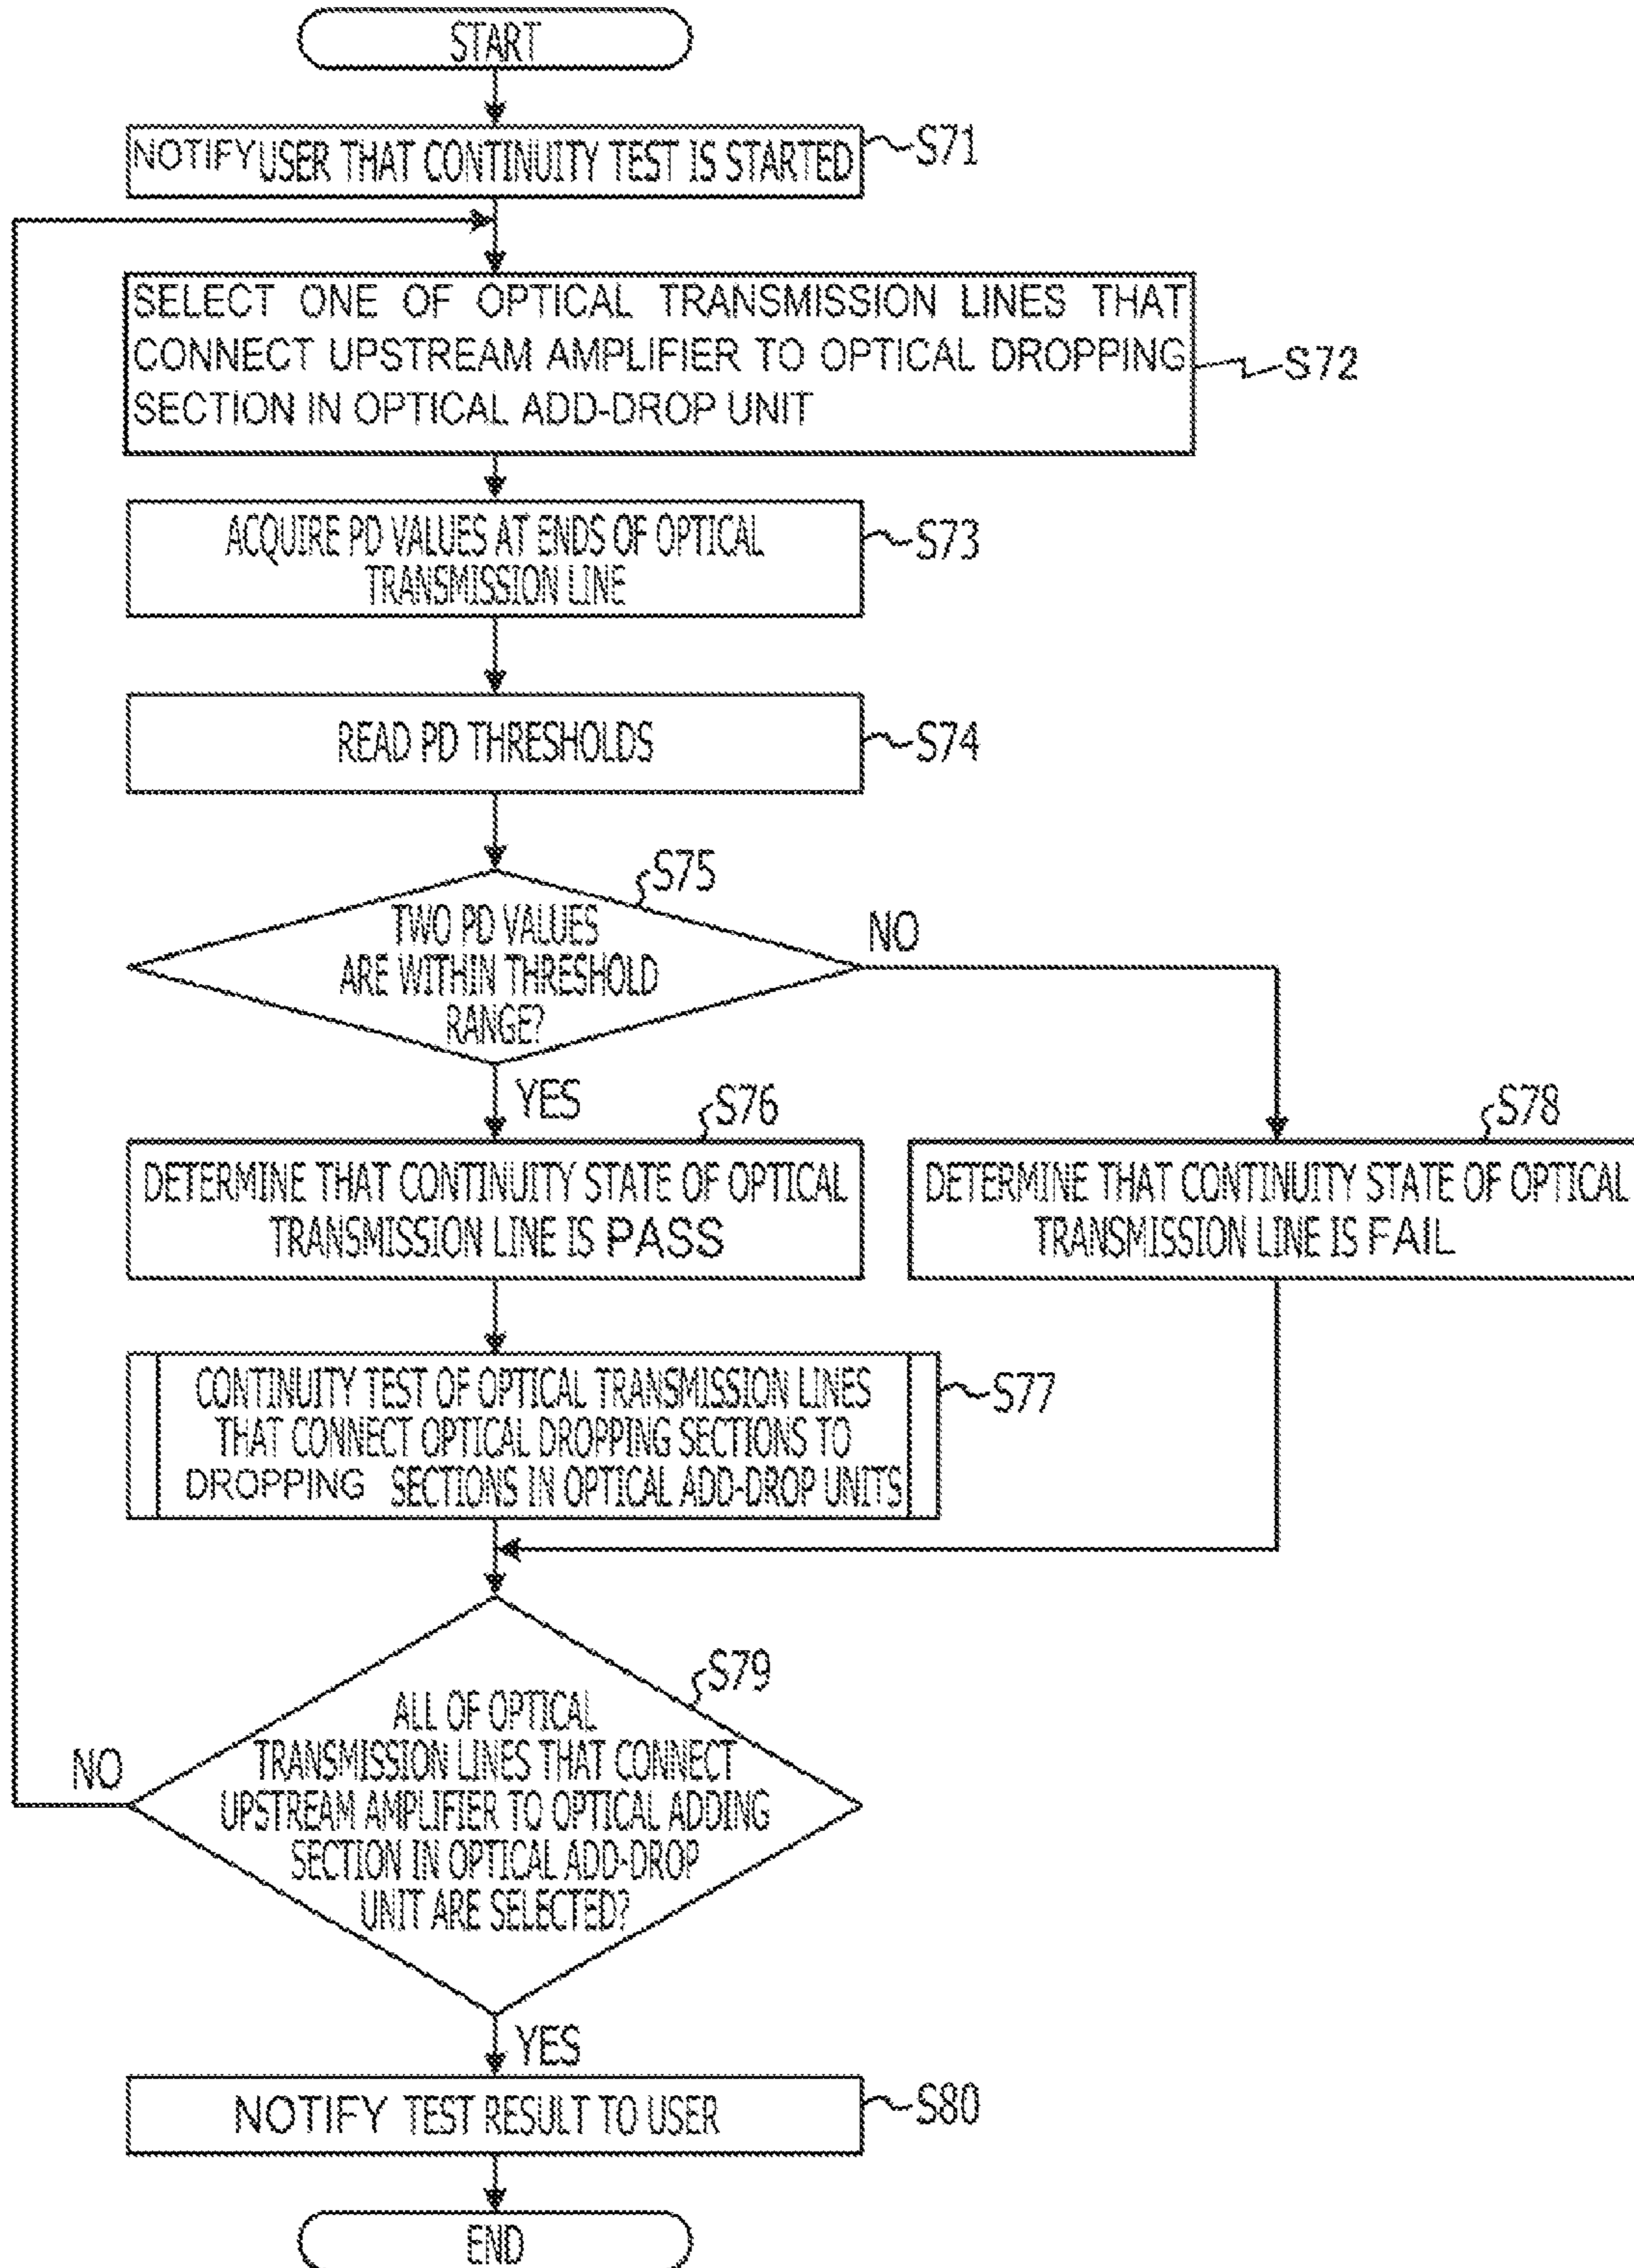 START
NOTIFY USER THAT CONTINUITY TEST IS STARTED
S71
SELECT ONE OF OPTICAL TRANSMISSION LINES THAT
CONNECT UPSTREAM AMPLIFIER TO OPTICAL DROPPING
SECTION IN OPTICAL ADD-DROP UNIT
S72
ACQUIRE PD VALUES AT ENDS OF OPTICAL
TRANSMISSION LINE
S73
READ PD THRESHOLDS
S74
S75
TWO PD VALUES
ARE WITHIN THRESHOLD
RANGE?
NO
YES
S76
DETERMINE THAT CONTINUITY STATE OF OPTICAL
TRANSMISSION LINE IS PASS
S78
DETERMINE THAT CONTINUITY STATE OF OPTICAL
TRANSMISSION LINE IS FAIL
CONTINUITY TEST OF OPTICAL TRANSMISSION LINES
THAT CONNECT OPTICAL DROPPING SECTIONS TO
DROPPING SECTIONS IN OPTICAL ADD-DROP UNITS
S77
S79
ALL OF OPTICAL
TRANSMISSION LINES THAT CONNECT
UPSTREAM AMPLIFIER TO OPTICAL ADDING
SECTION IN OPTICAL ADD-DROP
UNIT ARE SELECTED?
NO
YES
NOTIFY TEST RESULT TO USER
S80
END